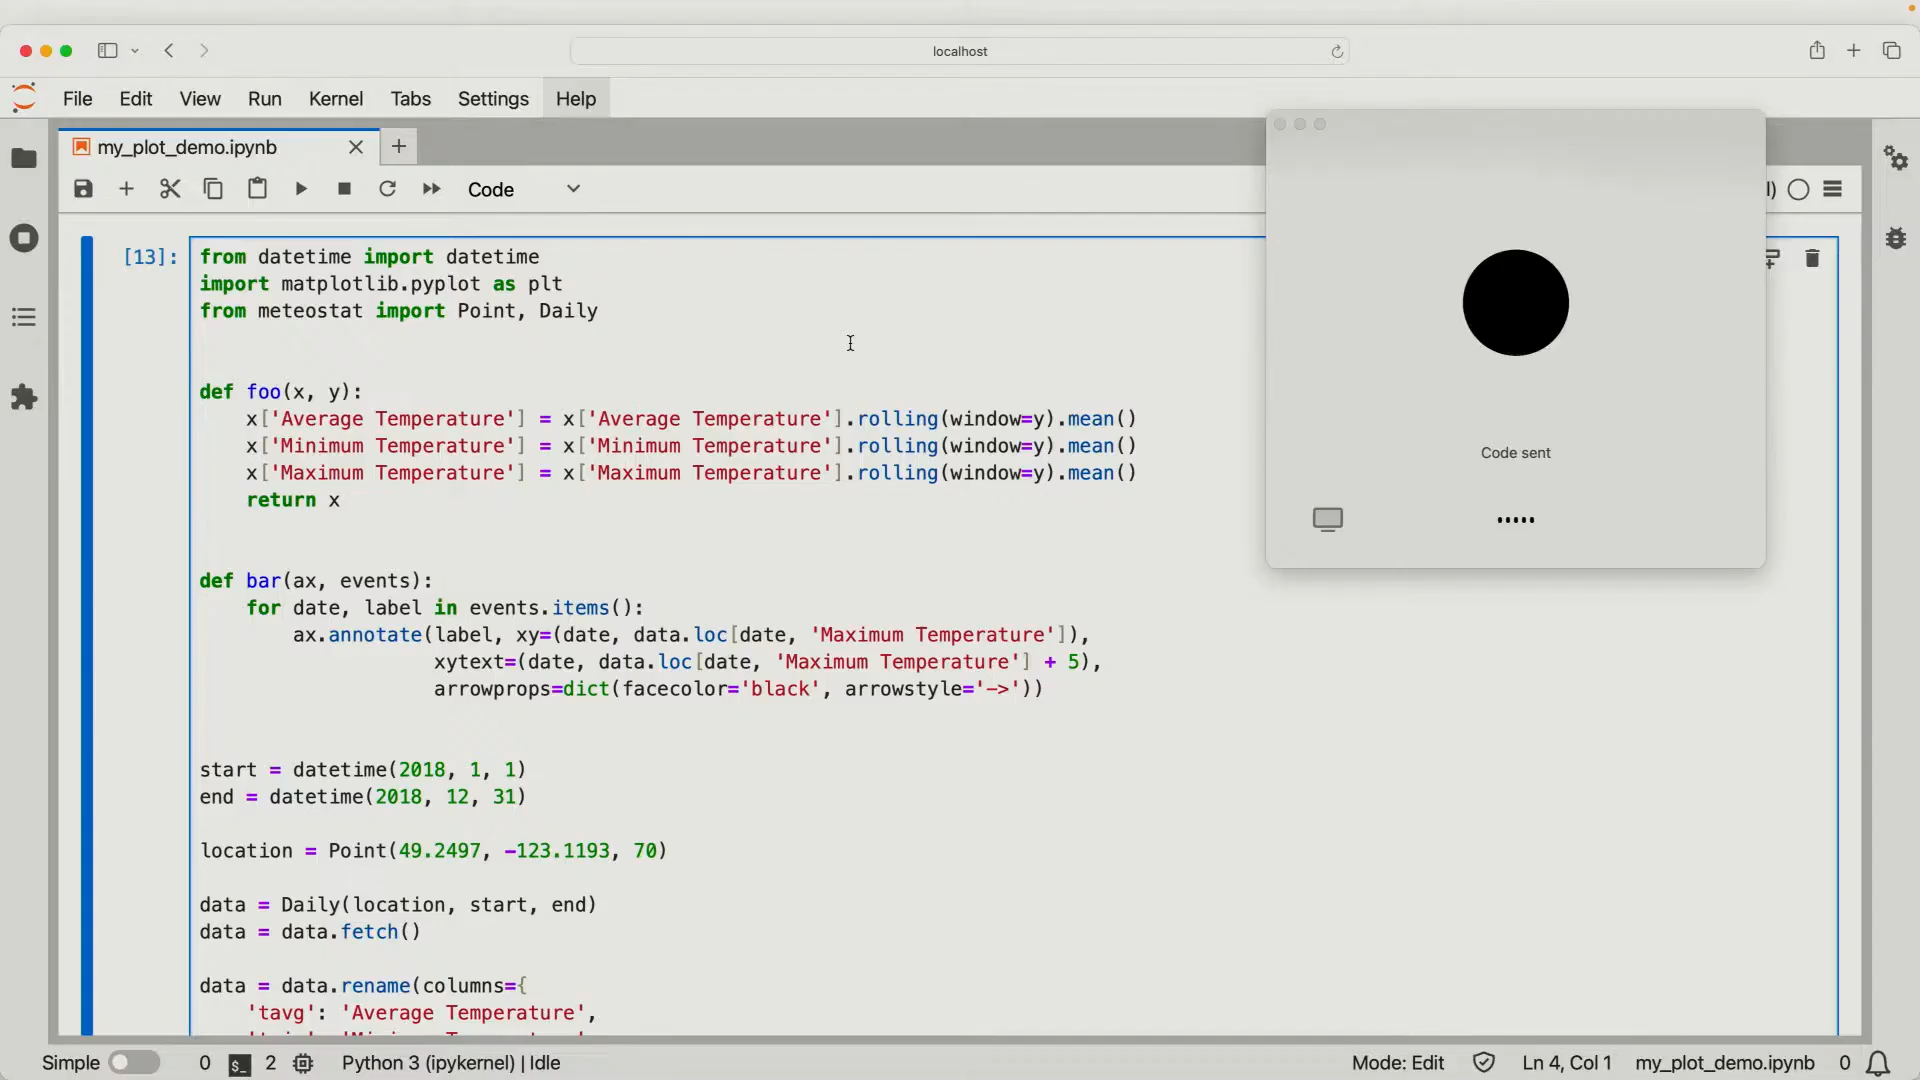 localhost
File Edit View Run Kernel Tabs Settings Help
my_plot_demo.ipynb
Code
[13]:
from datetime import datetime
import matplotlib.pyplot as plt
from meteostat import Point, Daily
def foo(x, y):
x['Average Temperature'] = x['Average Temperature'].rolling(window=y).mean()
x['Minimum Temperature'] = x['Minimum Temperature'].rolling(window=y).mean()
x['Maximum Temperature'] = x['Maximum Temperature'].rolling(window=y).mean()
return x
def bar(ax, events):
for date, label in events.items():
ax.annotate(label, xy=(date, data.loc[date, 'Maximum Temperature']),
xytext=(date, data.loc[date, 'Maximum Temperature'] + 5),
arrowprops=dict(facecolor='black', arrowstyle='->'))
start = datetime(2018, 1, 1)
end = datetime(2018, 12, 31)
location = Point(49.2497, -123.1193, 70)
data = Daily(location, start, end)
data = data.fetch()
data = data.rename(columns={
'tavg': 'Average Temperature',
Code sent
Simple 0 $_ 2 Python 3 (ipykernel) | Idle Mode: Edit Ln 4, Col 1 my_plot_demo.ipynb 0